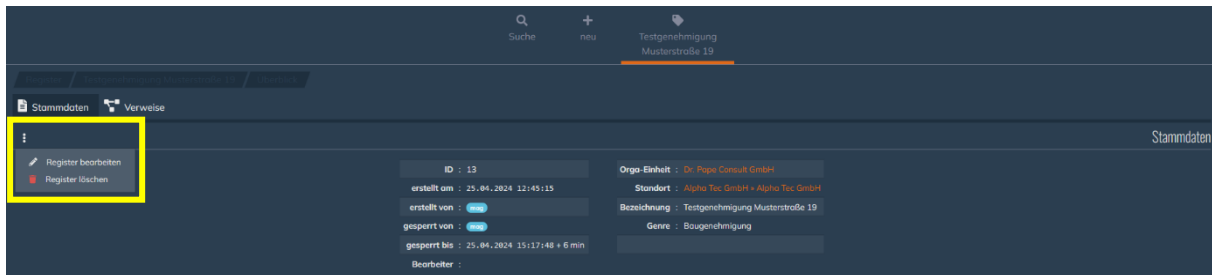 Suche
neu
Testgenehmigung
Musterstraße 19
Stammdaten
Verweise
Stammdaten
Register bearbeiten
Register löschen
ID : 13
Orga-Einheit : Dr. Pape Consult GmbH
erstellt am : 25.04.2024 12:45:15
Standort : Alpha Tec GmbH » Alpha Tec GmbH
erstellt von : mag
Bezeichnung : Testgenehmigung Musterstraße 19
gesperrt von : mag
Genre : Baugenehmigung
gesperrt bis : 25.04.2024 15:17:48 + 6 min
Bearbeiter :